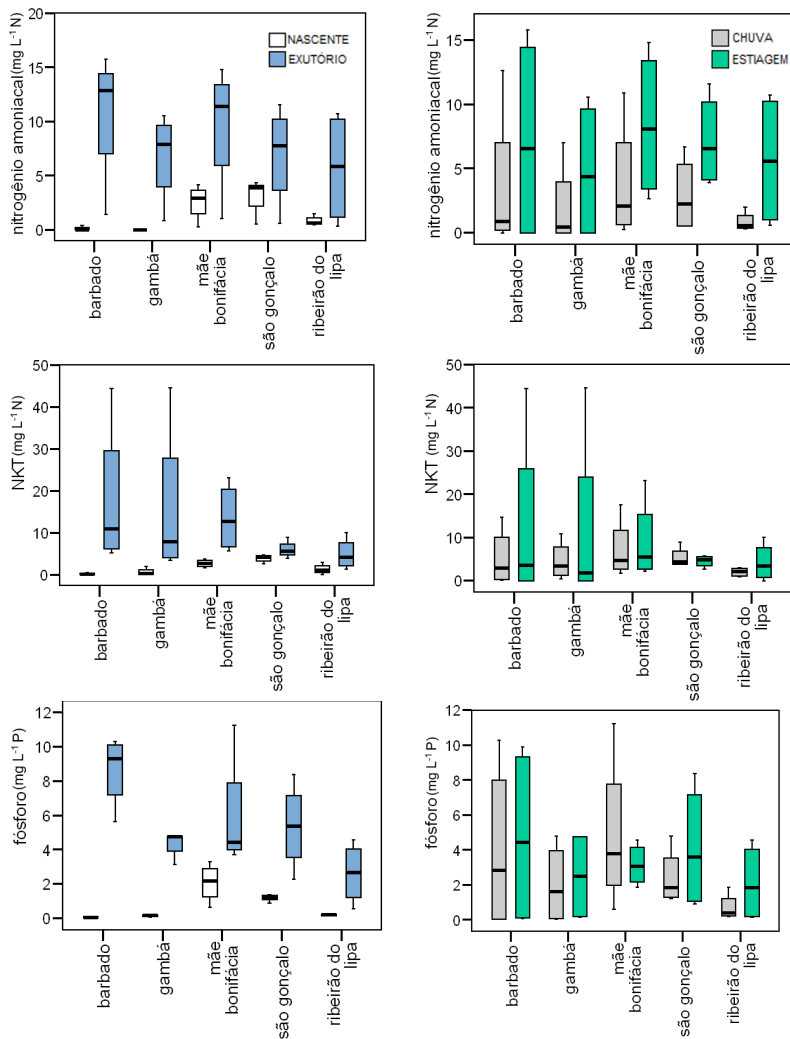 nitrogênio amoniacal(mg L⁻¹ N)
20
15
10
5
0
NASCENTE
EXUTÓRIO
barbado
gambá
mãe
bonifácia
são gonçalo
ribeirão do
lipa
nitrogênio amoniacal(mg L⁻¹ N)
15
10
5
0
CHUVA
ESTIAGEM
barbado
gambá
mãe
bonifácia
são gonçalo
ribeirão do
lipa
NKT (mg L⁻¹ N)
50
40
30
20
10
0
barbado
gambá
mãe
bonifácia
são gonçalo
ribeirão do
lipa
NKT (mg L⁻¹ N)
50
40
30
20
10
0
barbado
gambá
mãe
bonifácia
são gonçalo
ribeirão do
lipa
fósforo(mg L⁻¹ P)
12
10
8
6
4
2
0
barbado
gambá
mãe
bonifácia
são gonçalo
ribeirão do
lipa
fósforo(mg L⁻¹ P)
12
10
8
6
4
2
0
barbado
gambá
mãe
bonifácia
são gonçalo
ribeirão do
lipa